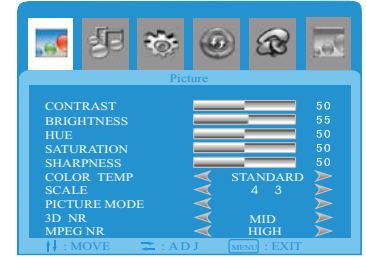 Picture
CONTRAST 50
BRIGHTNESS 55
HUE 50
SATURATION 50
SHARPNESS 50
COLOR TEMP STANDARD
SCALE 4 3
PICTURE MODE
3D NR MID
MPEG NR HIGH
: MOVE : ADJ MENU : EXIT